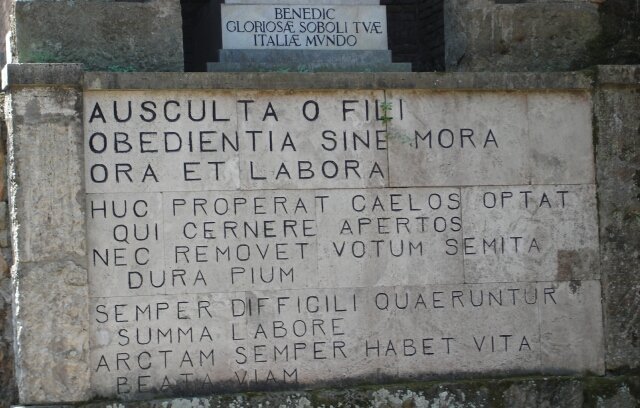 BENEDIC
GLORIOSÆ SOBOLI TVÆ
ITALIÆ MVNDO
AUSCULTA O FILI
OBEDIENTIA SINE MORA
ORA ET LABORA
HUC PROPERAT CAELOS OPTAT
QUI CERNERE APERTOS
NEC REMOVET VOTUM SEMITA
DURA PIUM
SEMPER DIFFICILI QUAERUNTUR
SUMMA LABORE
ARCTAM SEMPER HABET VITA
BEATA VIAM